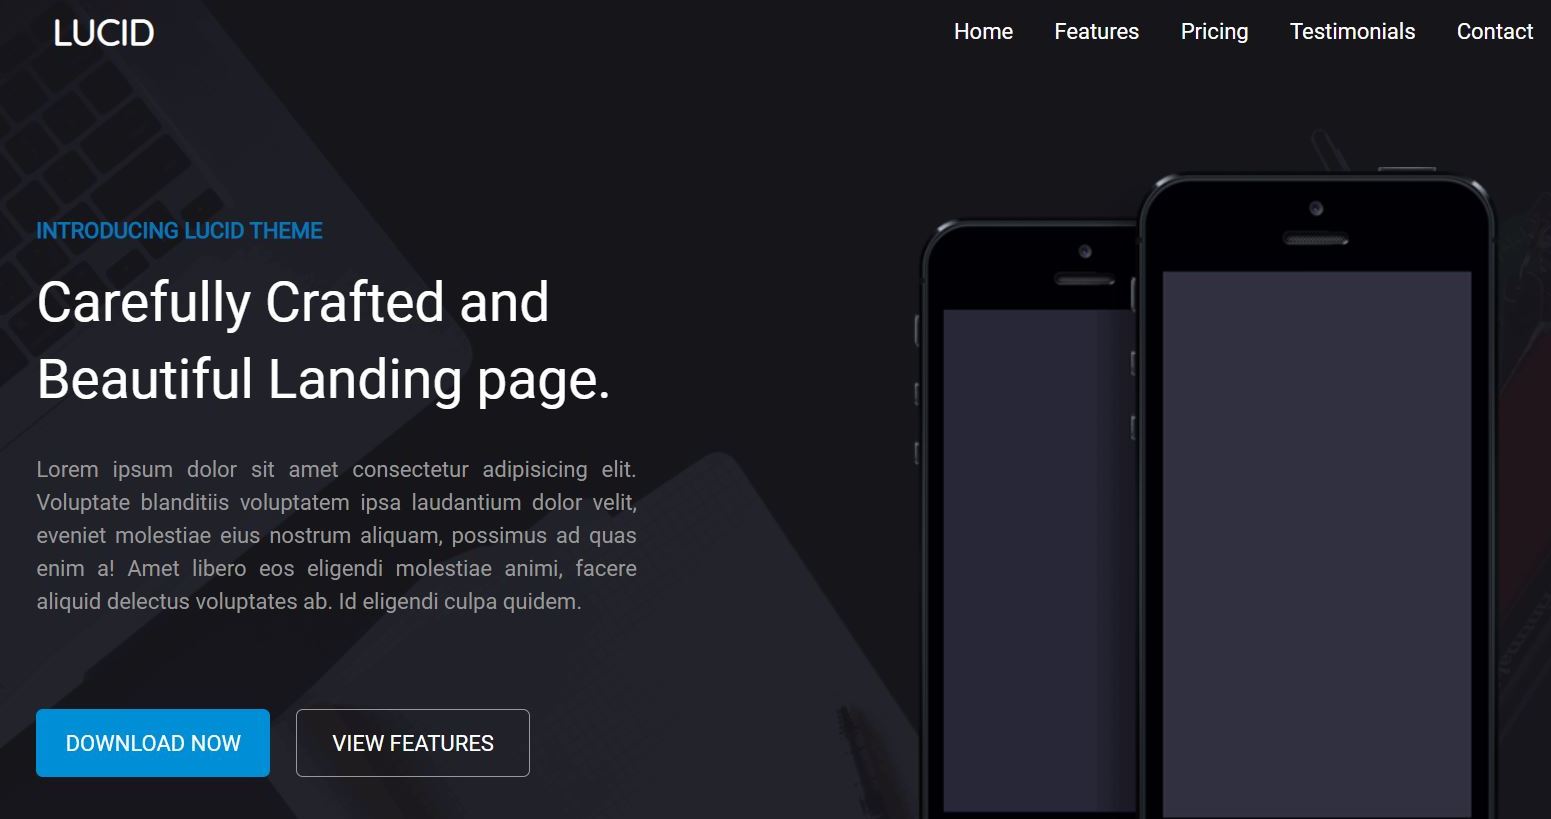 LUCID
Home Features Pricing Testimonials Contact
INTRODUCING LUCID THEME
Carefully Crafted and
Beautiful Landing page.
Lorem ipsum dolor sit amet consectetur adipisicing elit.
Voluptate blanditiis voluptatem ipsa laudantium dolor velit,
eveniet molestiae eius nostrum aliquam, possimus ad quas
enim a! Amet libero eos eligendi molestiae animi, facere
aliquid delectus voluptates ab. Id eligendi culpa quidem.
DOWNLOAD NOW VIEW FEATURES